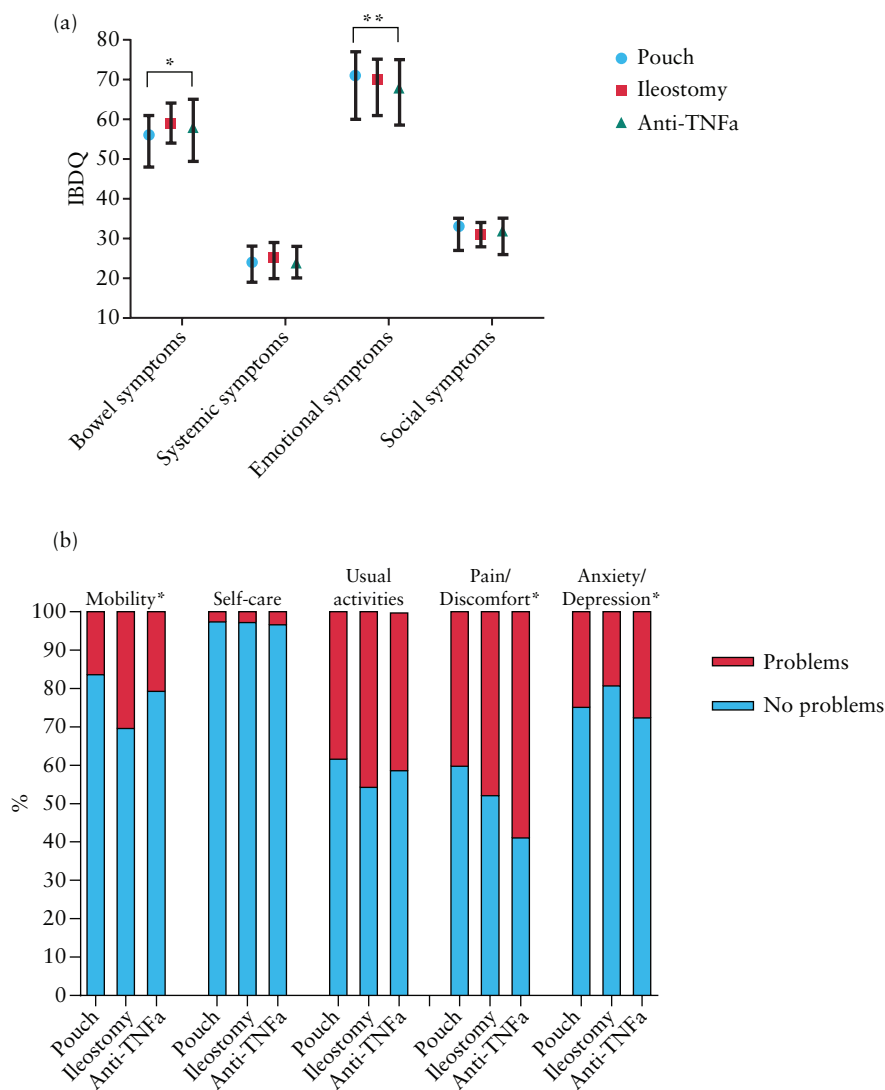 (a)
80
70
60
50
40
30
20
10
IBDQ
*
**
Pouch
Ileostomy
Anti-TNFa
Bowel symptoms
Systemic symptoms
Emotional symptoms
Social symptoms
(b)
Mobility*
Self-care
Usual
activities
Pain/
Discomfort*
Anxiety/
Depression*
100
90
80
70
60
50
40
30
20
10
0
%
Problems
No problems
Pouch
Ileostomy
Anti-TNFa
Pouch
Ileostomy
Anti-TNFa
Pouch
Ileostomy
Anti-TNFa
Pouch
Ileostomy
Anti-TNFa
Pouch
Ileostomy
Anti-TNFa